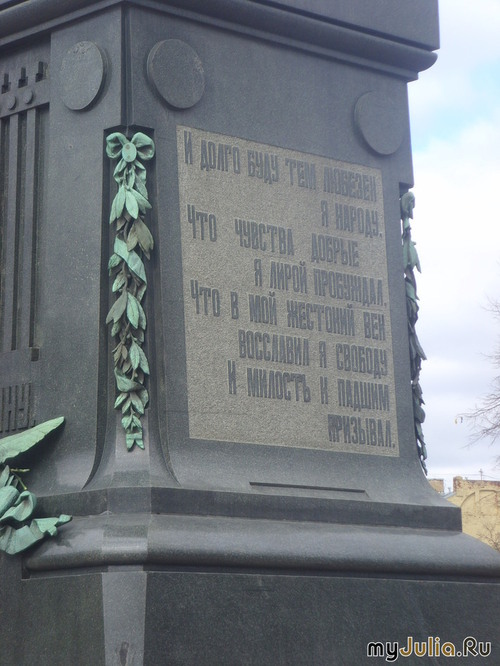 И ДОЛГО БУДУ ТЕМ ЛЮБЕЗЕН
Я НАРОДУ,
ЧТО ЧУВСТВА ДОБРЫЕ
Я ЛИРОЙ ПРОБУЖДАЛ,
ЧТО В МОЙ ЖЕСТОКИЙ ВЕК
ВОССЛАВИЛ Я СВОБОДУ
И МИЛОСТЬ К ПАДШИМ
ПРИЗЫВАЛ.
myJulia.Ru